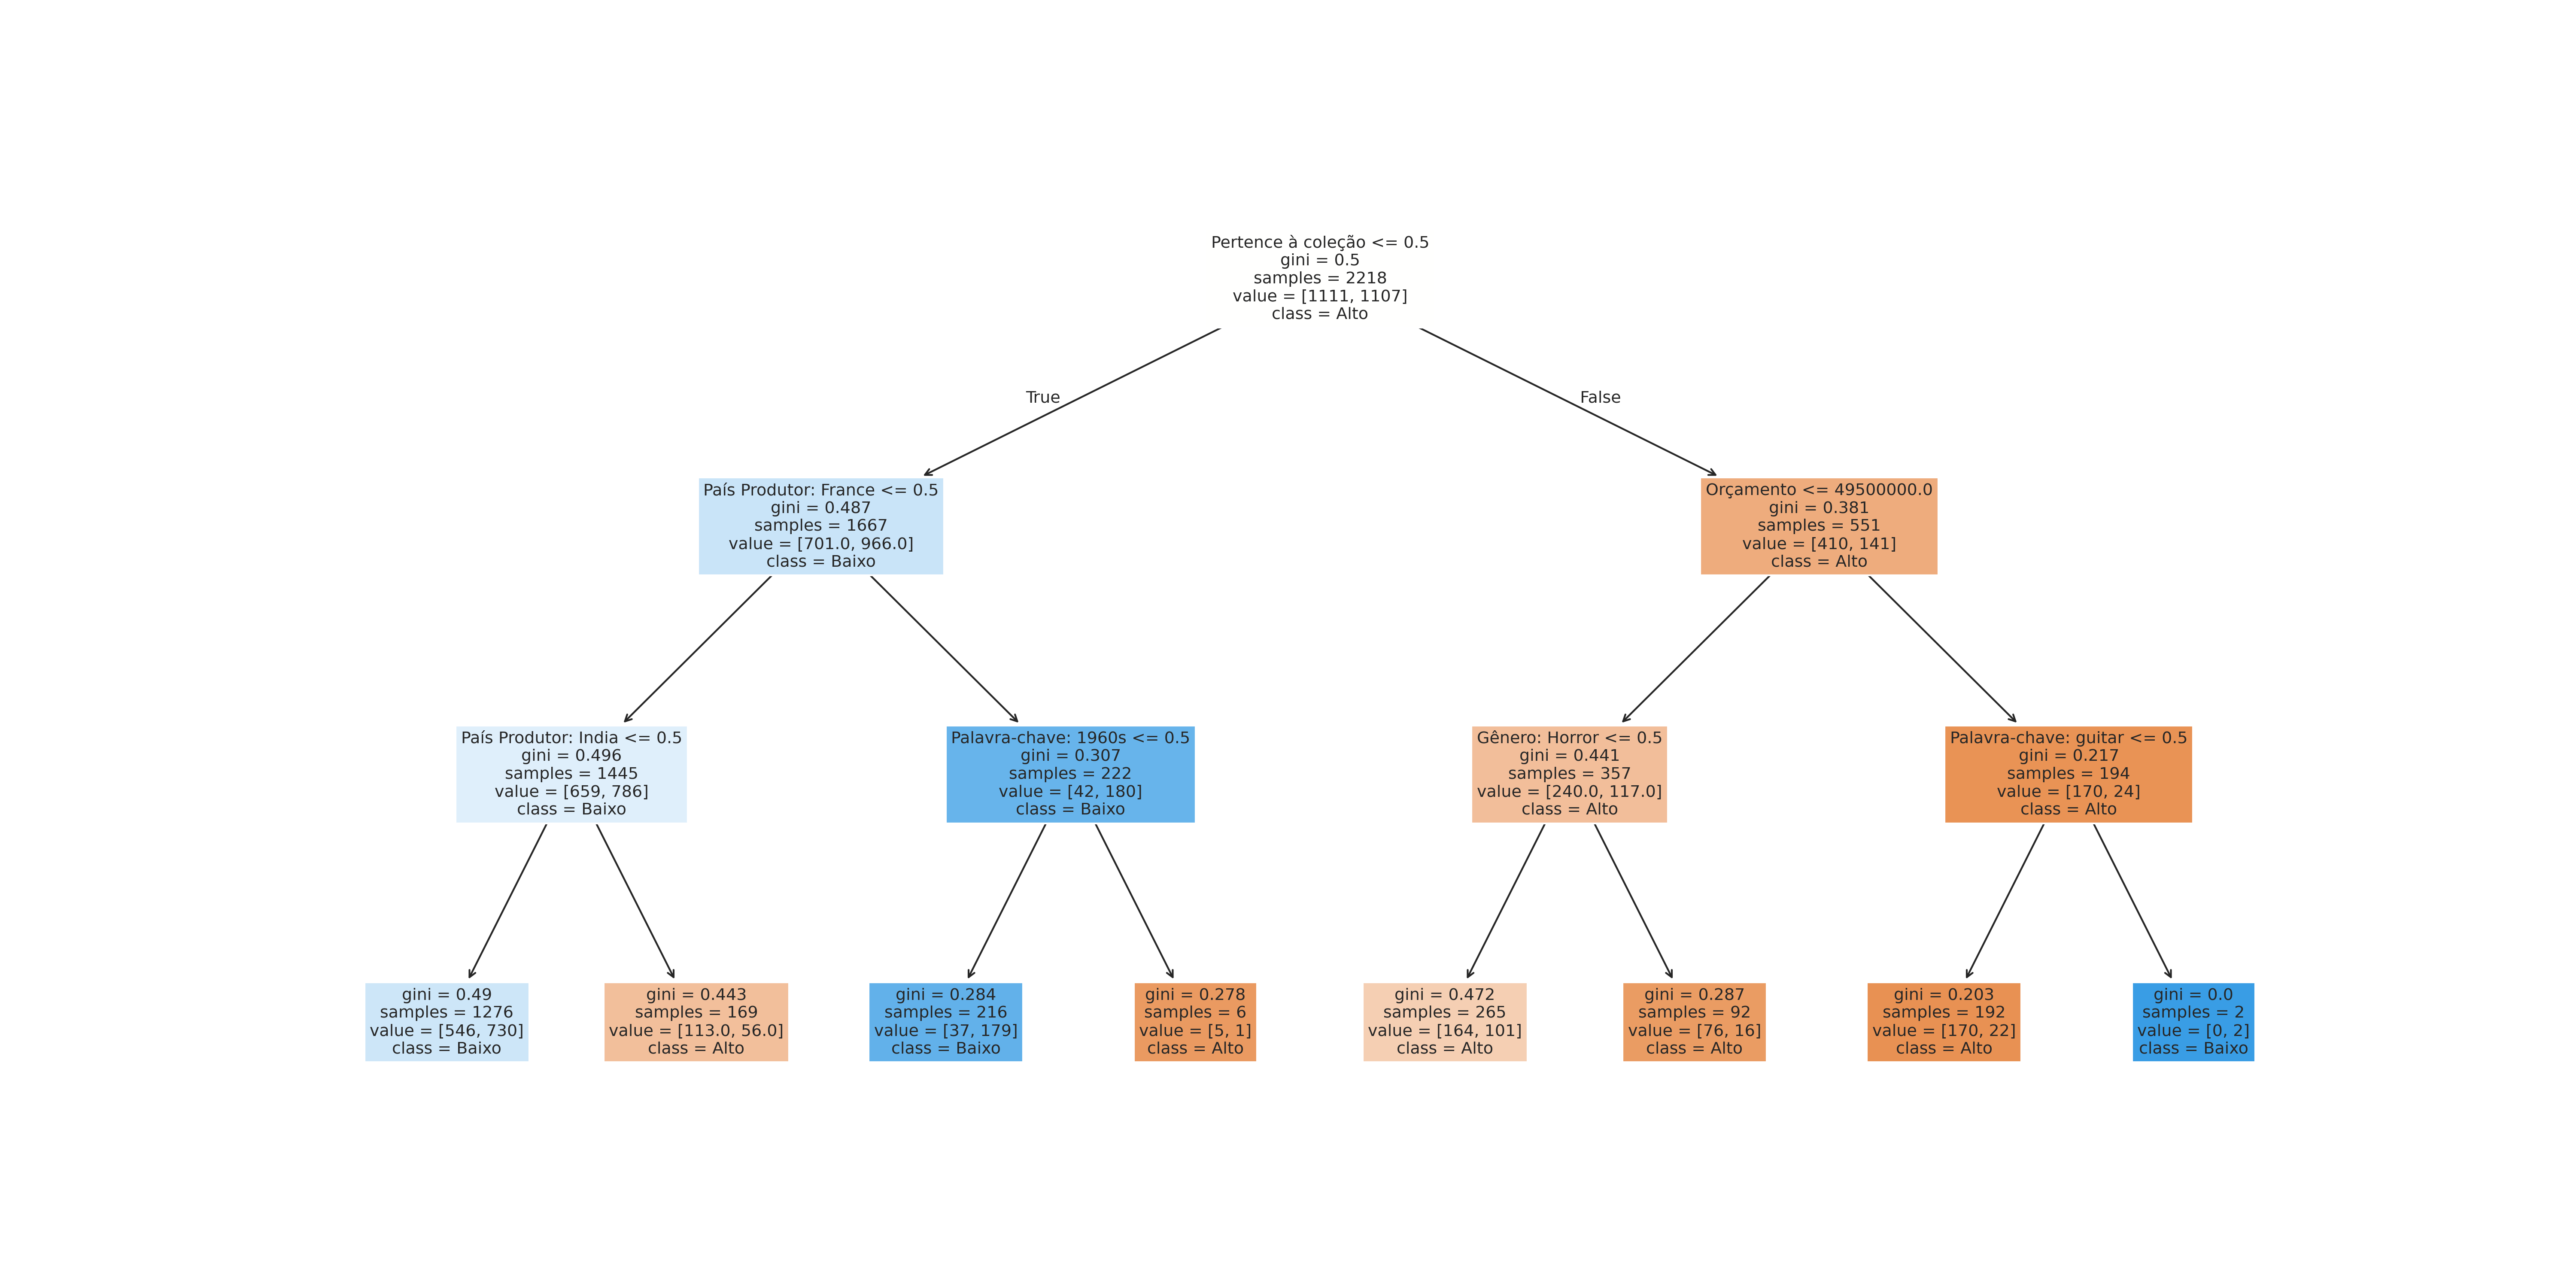 Pertence à coleção <= 0.5
gini = 0.5
samples = 2218
value = [1111, 1107]
class = Alto
True
False
País Produtor: France <= 0.5
gini = 0.487
samples = 1667
value = [701.0, 966.0]
class = Baixo
Orçamento <= 49500000.0
gini = 0.381
samples = 551
value = [410, 141]
class = Alto
País Produtor: India <= 0.5
gini = 0.496
samples = 1445
value = [659, 786]
class = Baixo
Palavra-chave: 1960s <= 0.5
gini = 0.307
samples = 222
value = [42, 180]
class = Baixo
Gênero: Horror <= 0.5
gini = 0.441
samples = 357
value = [240.0, 117.0]
class = Alto
Palavra-chave: guitar <= 0.5
gini = 0.217
samples = 194
value = [170, 24]
class = Alto
gini = 0.49
samples = 1276
value = [546, 730]
class = Baixo
gini = 0.443
samples = 169
value = [113.0, 56.0]
class = Alto
gini = 0.284
samples = 216
value = [37, 179]
class = Baixo
gini = 0.278
samples = 6
value = [5, 1]
class = Alto
gini = 0.472
samples = 265
value = [164, 101]
class = Alto
gini = 0.287
samples = 92
value = [76, 16]
class = Alto
gini = 0.203
samples = 192
value = [170, 22]
class = Alto
gini = 0.0
samples = 2
value = [0, 2]
class = Baixo